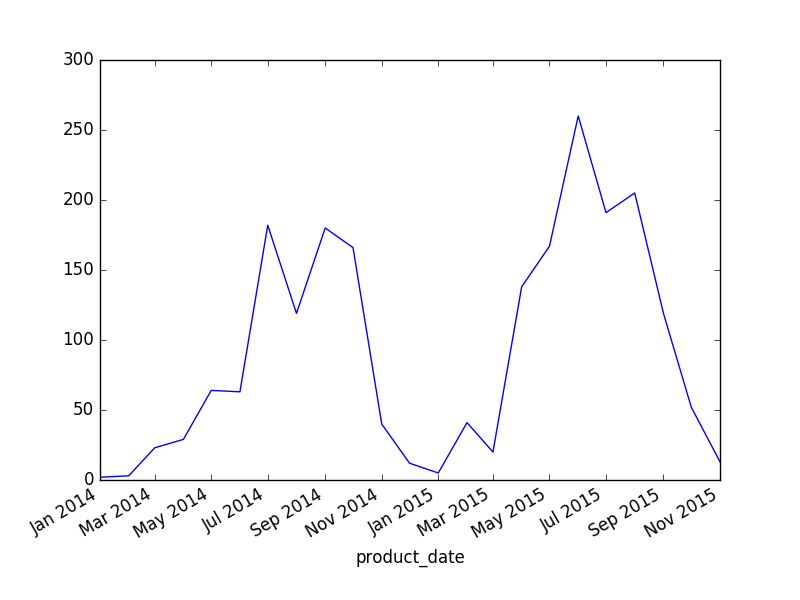 300
250
200
150
100
50
0
Jan 2014
Mar 2014
May 2014
Jul 2014
Sep 2014
Nov 2014
Jan 2015
Mar 2015
May 2015
Jul 2015
Sep 2015
Nov 2015
product_date